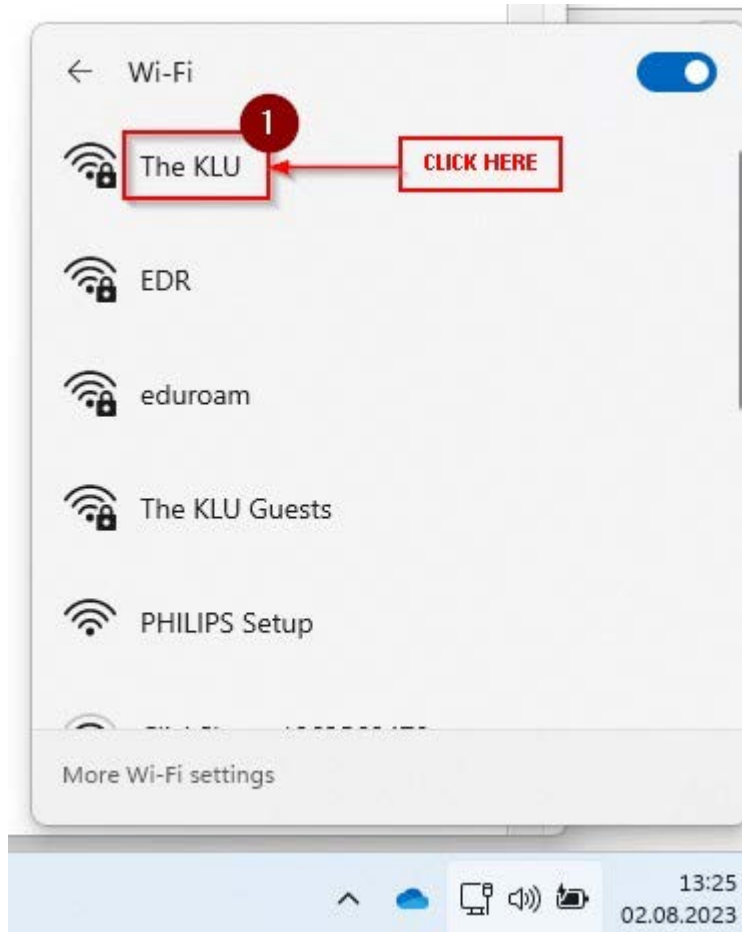 Wi-Fi
1
The KLU
CLICK HERE
EDR
eduroam
The KLU Guests
PHILIPS Setup
More Wi-Fi settings
13:25
02.08.2023